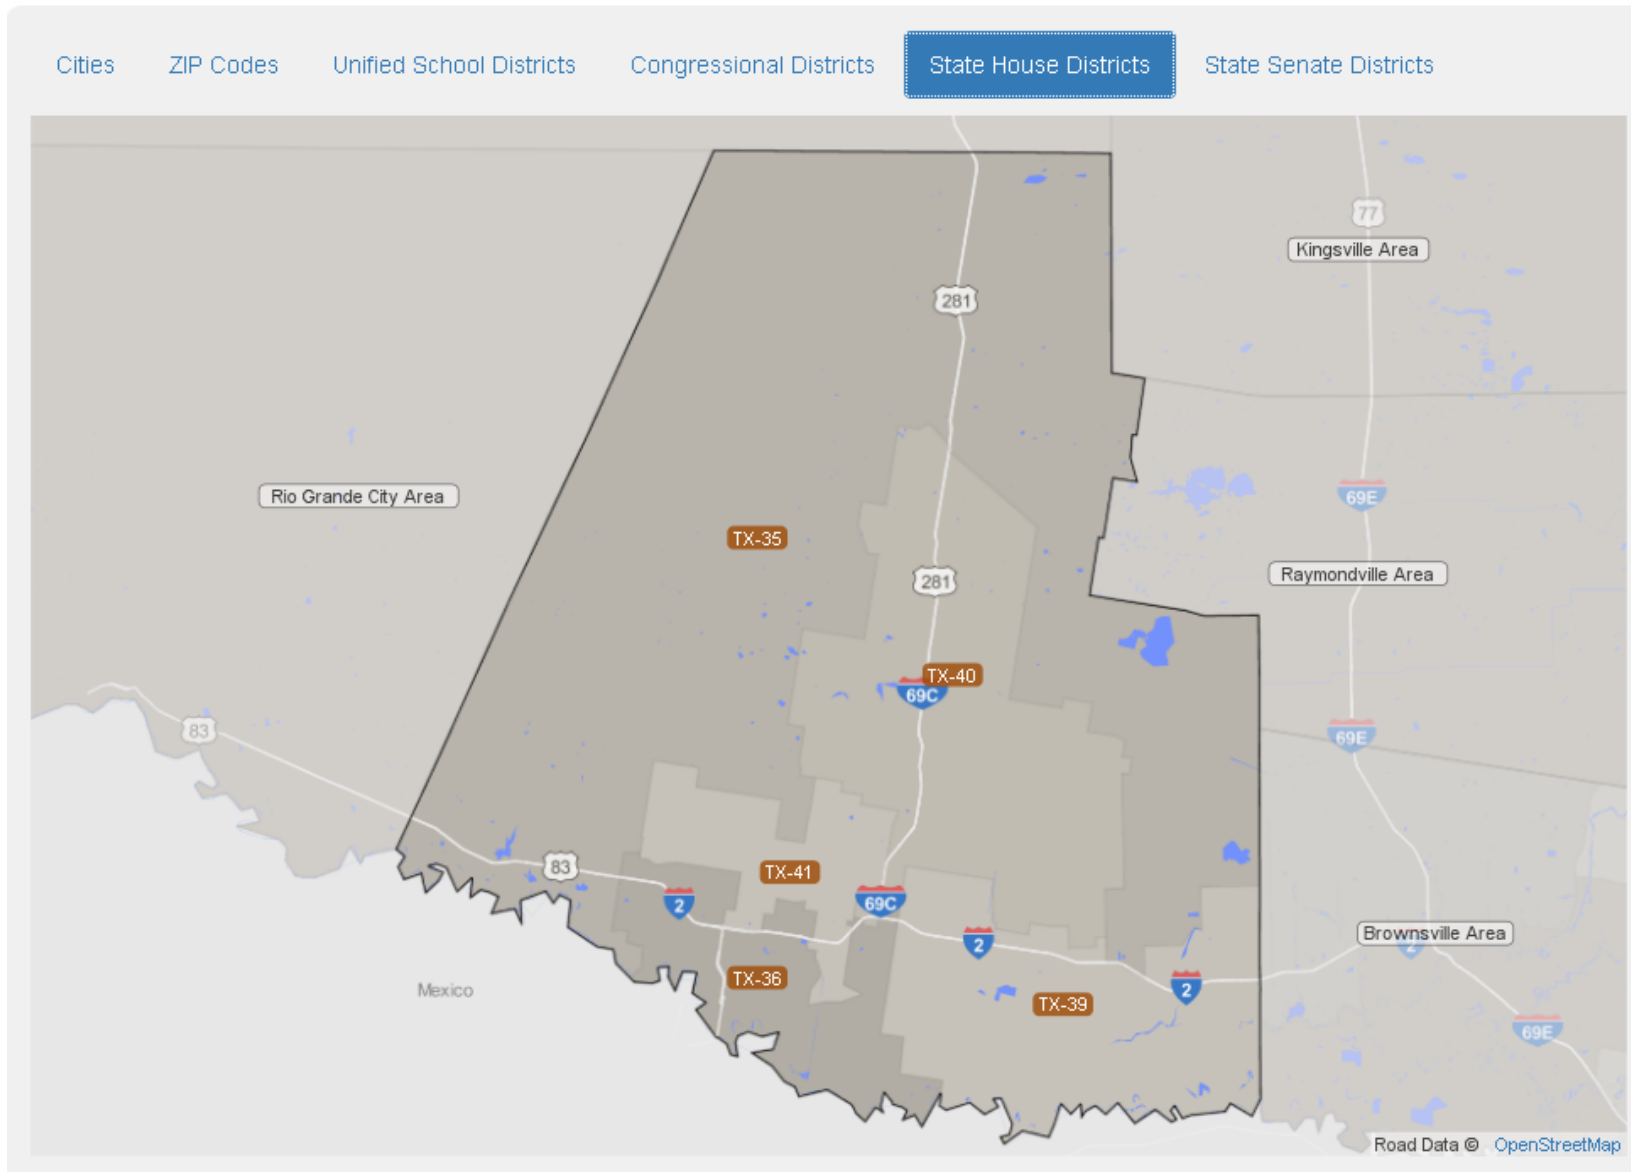 Cities ZIP Codes Unified School Districts Congressional Districts State House Districts State Senate Districts
77
Kingsville Area
281
Rio Grande City Area
69E
TX-35
Raymondville Area
281
TX-40
69C
83
69E
83
TX-41
2
69C
Brownsville Area
2
2
TX-36
Mexico
2
TX-39
69E
Road Data © OpenStreetMap